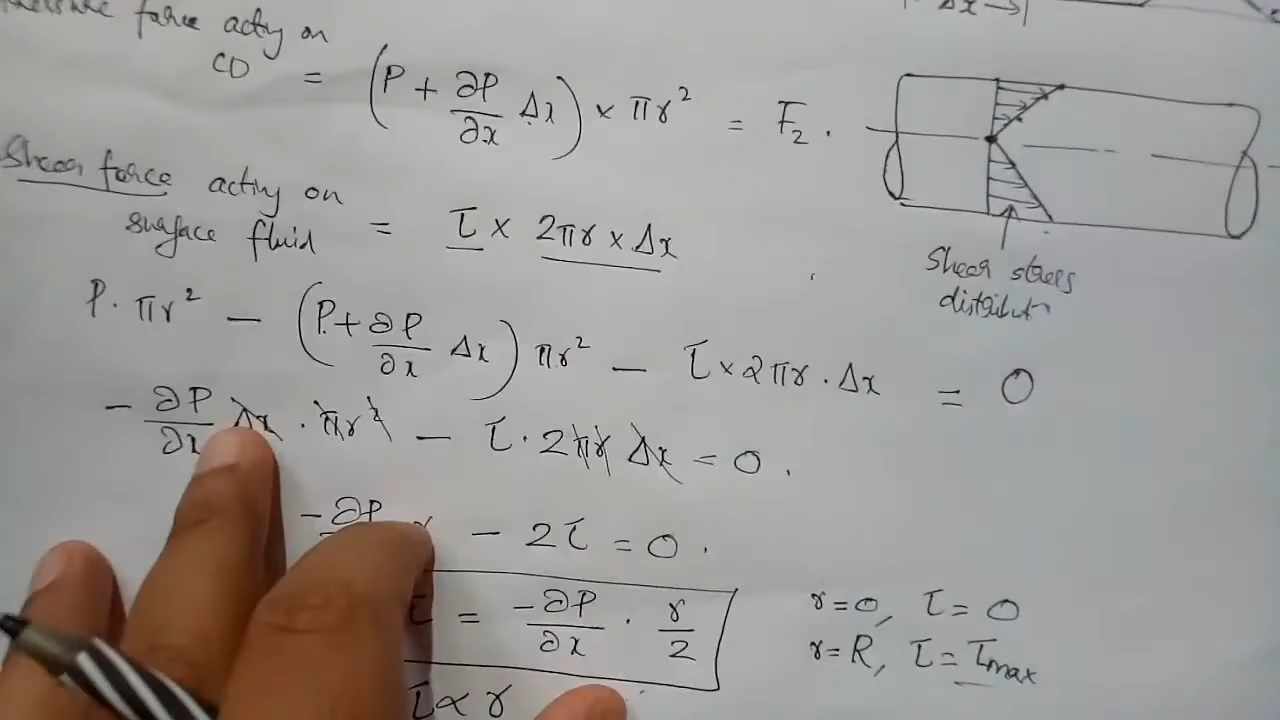 force acting on
CD = (P + ∂P/∂x Δx) × πr² = F₂ .
Δx →|
Shear force acting on
surface fluid = τ × 2πr × Δx
Shear stress
P. πr² – (P + ∂P/∂x Δx) πr² – τ × 2πr . Δx = 0
- ∂P/∂x Δx . πr² – τ . 2πr Δx = 0 .
-∂P r - 2τ = 0 .
τ = -∂P/∂x . r/2
r=0, τ = 0
r=R, τ = τmax
τ ∝ r